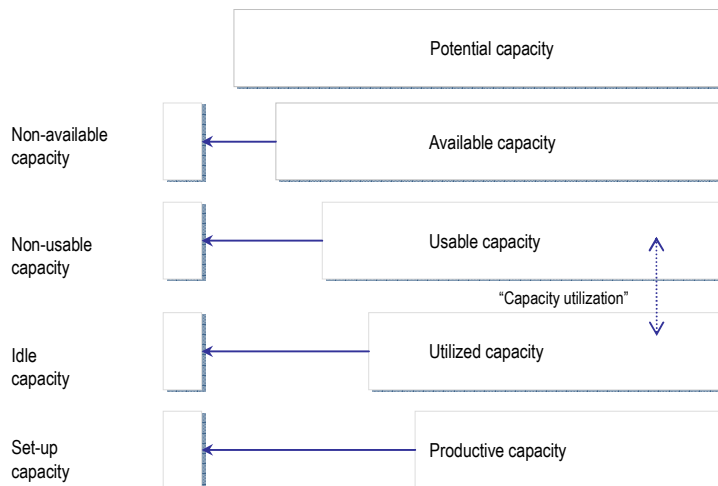 Potential capacity
Non-available
capacity
Available capacity
Non-usable
capacity
Usable capacity
“Capacity utilization”
Idle
capacity
Utilized capacity
Set-up
capacity
Productive capacity